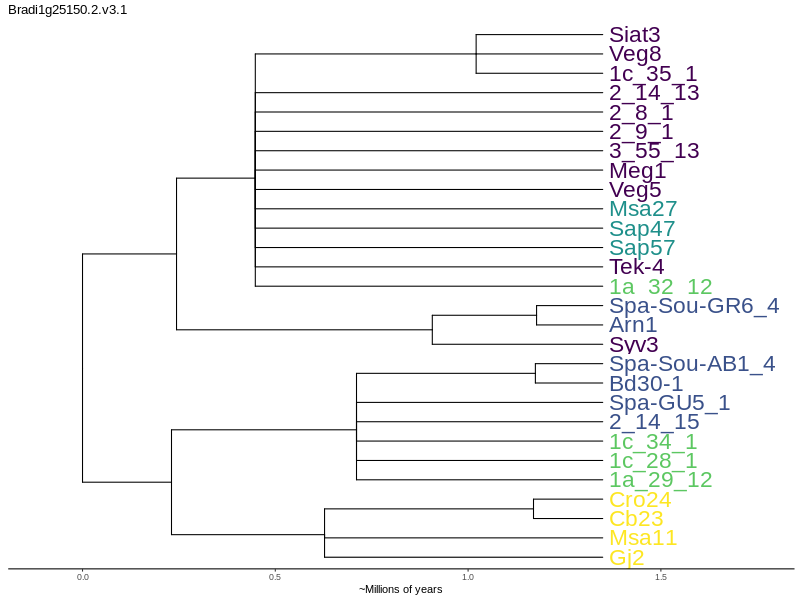 Bradi1g25150.2.v3.1
Siat3
Veg8
1c_35_1
2_14_13
2_8_1
2_9_1
3_55_13
Meg1
Veg5
Msa27
Sap47
Sap57
Tek-4
1a_32_12
Spa-Sou-GR6_4
Arn1
Syv3
Spa-Sou-AB1_4
Bd30-1
Spa-GU5_1
2_14_15
1c_34_1
1c_28_1
1a_29_12
Cro24
Cb23
Msa11
Gj2
0.0 0.5 1.0 1.5
~Millions of years